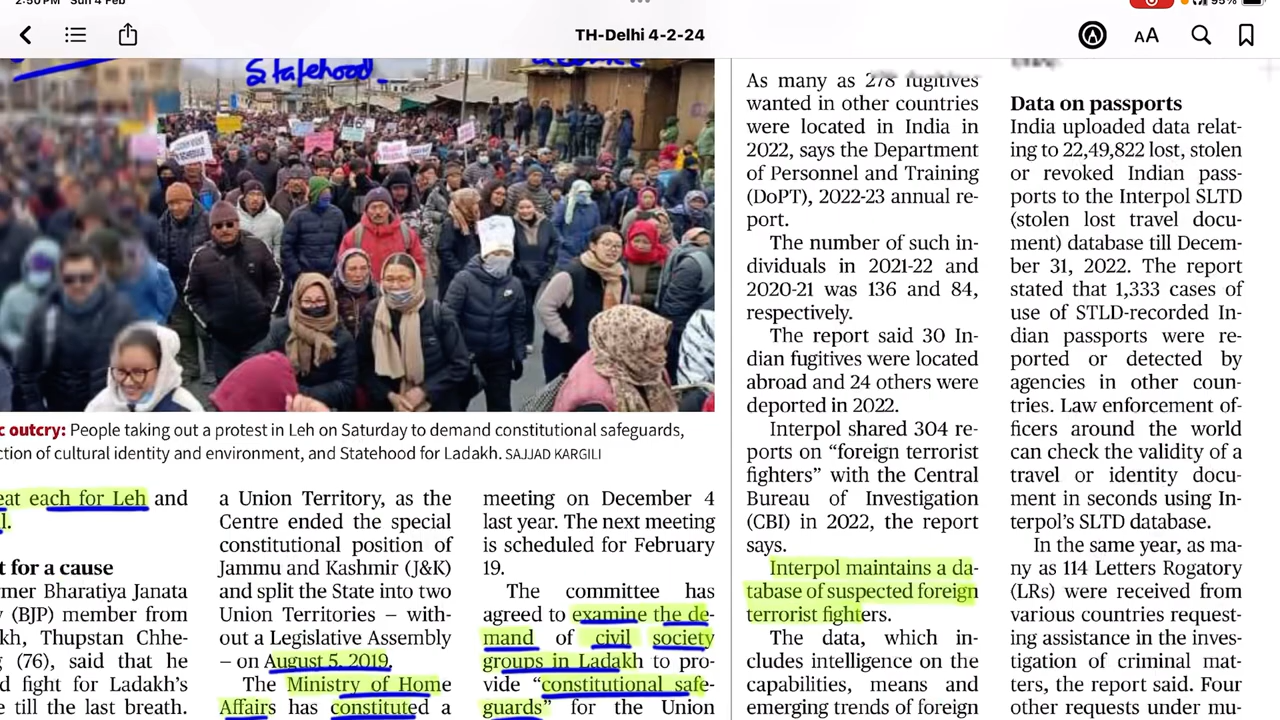 2:50 PM Sun 4 Feb
95%
TH-Delhi 4-2-24
AA
Statehood
outcry: People taking out a protest in Leh on Saturday to demand constitutional safeguards,
of cultural identity and environment, and Statehood for Ladakh. SAJJAD KARGILI
each for Leh and
t for a cause
Bharatiya Janata
(BJP) member from
Thupstan Chhe-
(76), said that he
fight for Ladakh's
till the last breath.
a Union Territory, as the
Centre ended the special
constitutional position of
Jammu and Kashmir (J&K)
and split the State into two
Union Territories – with-
out a Legislative Assembly
– on August 5, 2019.
The Ministry of Home
Affairs has constituted a
meeting on December 4
last year. The next meeting
is scheduled for February
19.
The committee has
agreed to examine the de-
mand of civil society
groups in Ladakh to pro-
vide "constitutional safe-
guards" for the Union
As many as 278 fugitives
wanted in other countries
were located in India in
2022, says the Department
of Personnel and Training
(DoPT), 2022-23 annual re-
port.
The number of such in-
dividuals in 2021-22 and
2020-21 was 136 and 84,
respectively.
The report said 30 In-
dian fugitives were located
abroad and 24 others were
deported in 2022.
Interpol shared 304 re-
ports on "foreign terrorist
fighters" with the Central
Bureau of Investigation
(CBI) in 2022, the report
says.
Interpol maintains a da-
tabase of suspected foreign
terrorist fighters.
The data, which in-
cludes intelligence on the
capabilities, means and
emerging trends of foreign
Data on passports
India uploaded data relat-
ing to 22,49,822 lost, stolen
or revoked Indian pass-
ports to the Interpol SLTD
(stolen lost travel docu-
ment) database till Decem-
ber 31, 2022. The report
stated that 1,333 cases of
use of STLD-recorded In-
dian passports were re-
ported or detected by
agencies in other coun-
tries. Law enforcement of-
ficers around the world
can check the validity of a
travel or identity docu-
ment in seconds using In-
terpol's SLTD database.
In the same year, as ma-
ny as 114 Letters Rogatory
(LRs) were received from
various countries request-
ing assistance in the inves-
tigation of criminal mat-
ters, the report said. Four
other requests under mu-